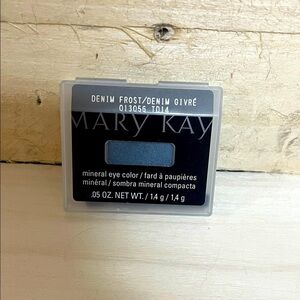 DENIM FROST/DENIM GIVRÉ
013056 TD14
MARY KAY
mineral eye color / fard à paupières
minéral / sombra mineral compacta
.05 OZ. NET WT. / 1.4 g / 1,4 g